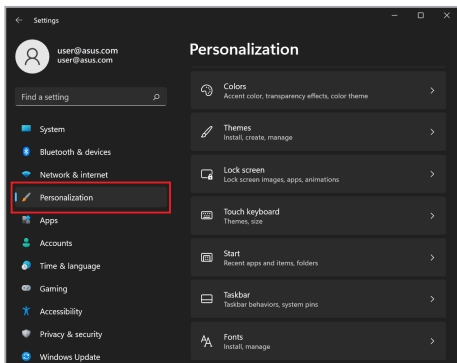 Settings
user@asus.com
user@asus.com
Find a setting
System
Bluetooth & devices
Network & internet
Personalization
Apps
Accounts
Time & language
Gaming
Accessibility
Privacy & security
Windows Update
Personalization
Colors
Accent color, transparency effects, color theme
Themes
Install, create, manage
Lock screen
Lock screen images, apps, animations
Touch keyboard
Themes, size
Start
Recent apps and items, folders
Taskbar
Taskbar behaviors, system pins
Fonts
Install, manage